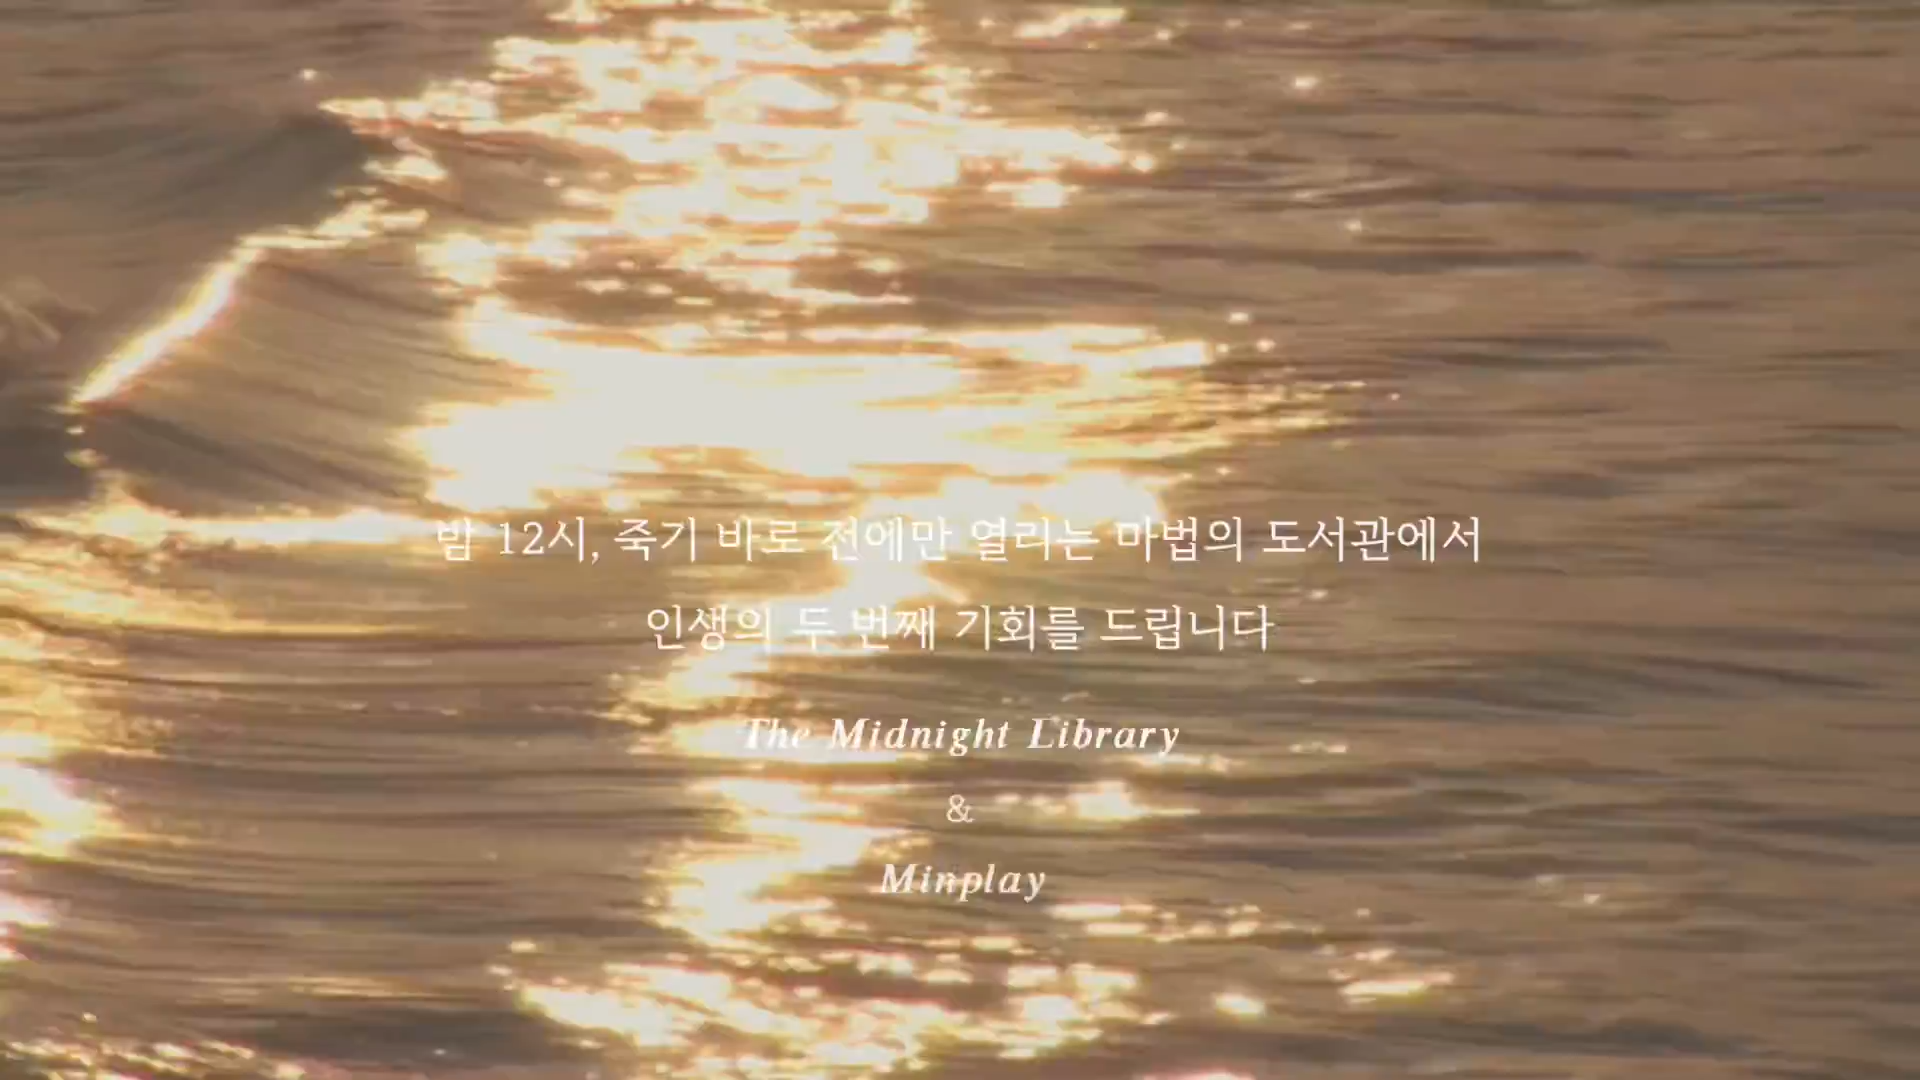 밤 12시, 죽기 바로 전에만 열리는 마법의 도서관에서
인생의 두 번째 기회를 드립니다
The Midnight Library
&
Minplay